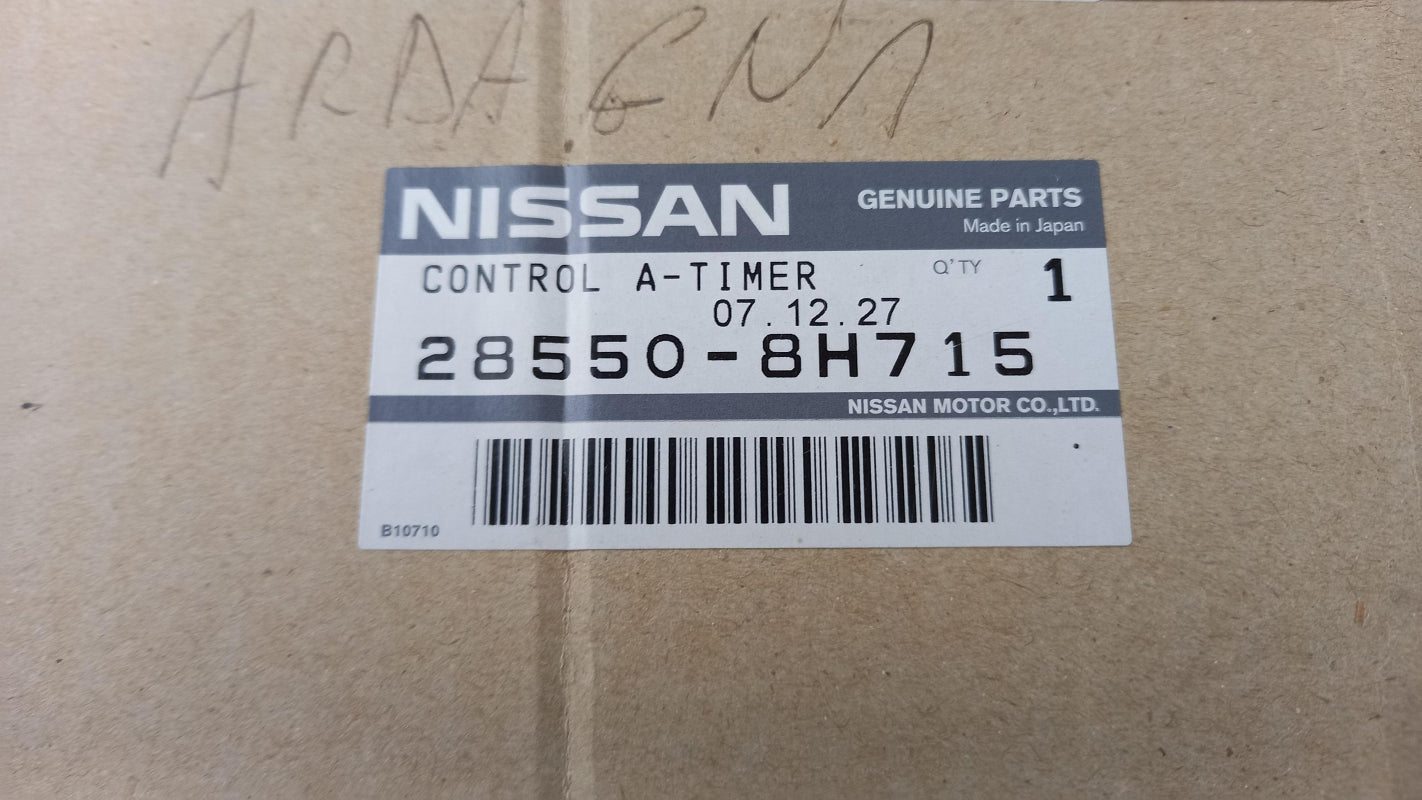 ARDAGNA
NISSAN
GENUINE PARTS
Made in Japan
CONTROL A-TIMER
Q'TY 1
07.12.27
28550-8H715
NISSAN MOTOR CO.,LTD.
B10710